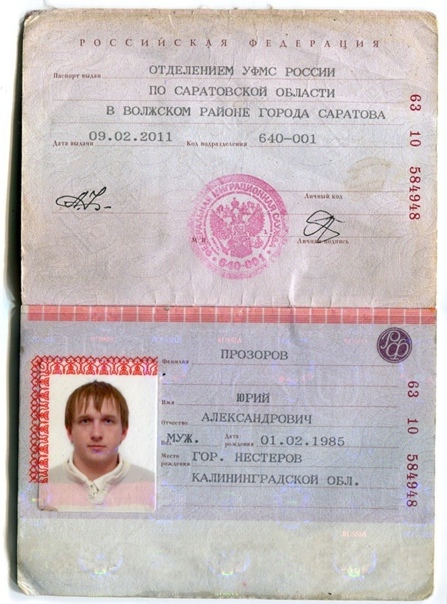 РОССИЙСКАЯ ФЕДЕРАЦИЯ
Паспорт выдан ОТДЕЛЕНИЕМ УФМС РОССИИ
ПО САРАТОВСКОЙ ОБЛАСТИ
В ВОЛЖСКОМ РАЙОНЕ ГОРОДА САРАТОВА
Дата выдачи 09.02.2011 Код подразделения 640-001
63 10 584948
Личный код
ФЕДЕРАЛЬНАЯ МИГРАЦИОННАЯ СЛУЖБА
640-001
М.П. Личная подпись
РФ
Фамилия ПРОЗОРОВ
Имя ЮРИЙ
Отчество АЛЕКСАНДРОВИЧ
Пол МУЖ. Дата рождения 01.02.1985
Место рождения ГОР. НЕСТЕРОВ
КАЛИНИНГРАДСКОЙ ОБЛ.
63 10 584948